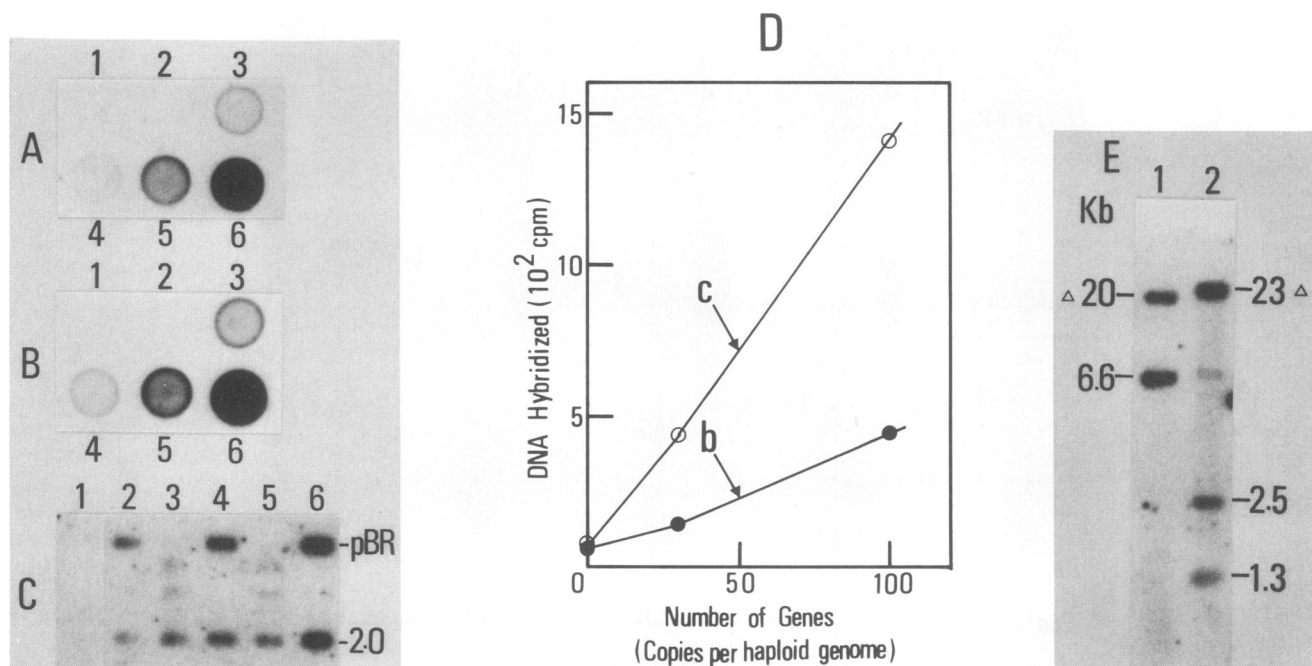 A
1 2 3
4 5 6
B
1 2 3
4 5 6
C
1 2 3 4 5 6
-pBR
-2.0
D
DNA Hybridized (10² cpm)
15
10
5
0 50 100
c
b
Number of Genes
(Copies per haploid genome)
E
1 2
Kb
△ 20-
-23 △
6.6-
-2.5
-1.3